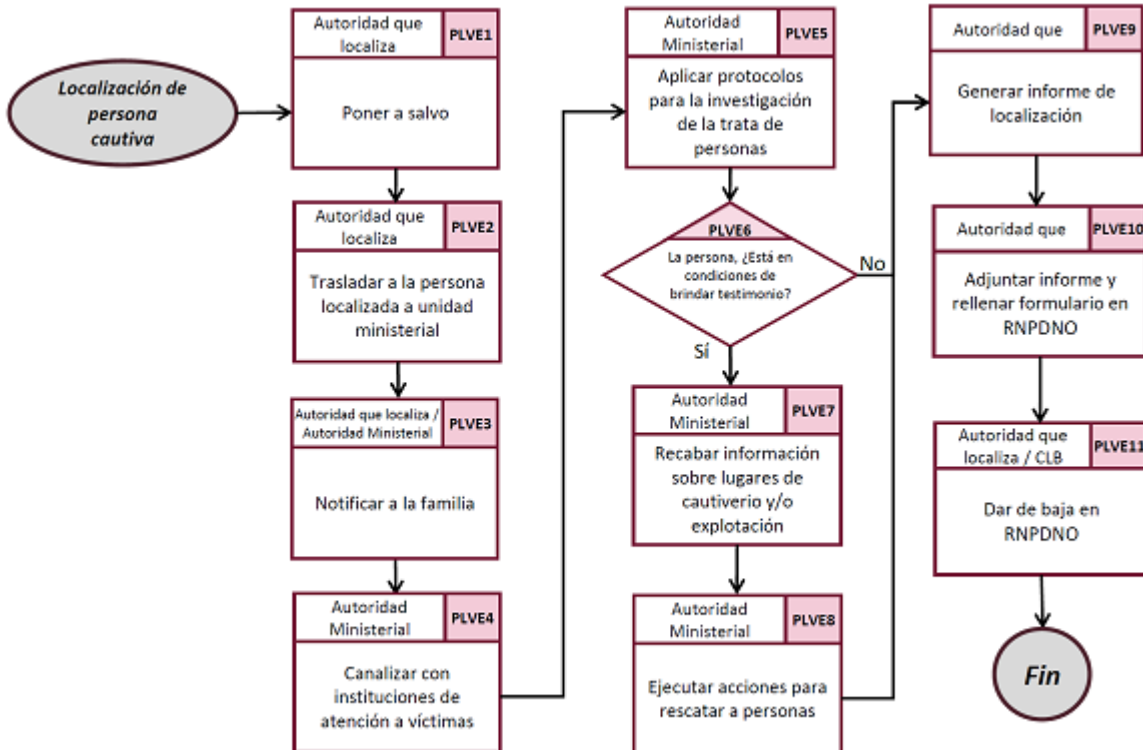 Localización de
persona
cautiva
Autoridad que
localiza
PLVE1
Poner a salvo
Autoridad que
localiza
PLVE2
Trasladar a la persona
localizada a unidad
ministerial
Autoridad que localiza /
Autoridad Ministerial
PLVE3
Notificar a la familia
Autoridad
Ministerial
PLVE4
Canalizar con
instituciones de
atención a víctimas
Autoridad
Ministerial
PLVE5
Aplicar protocolos
para la investigación
de la trata de
personas
PLVE6
La persona, ¿Está en
condiciones de
brindar testimonio?
No
Sí
Autoridad
Ministerial
PLVE7
Recabar información
sobre lugares de
cautiverio y/o
explotación
Autoridad
Ministerial
PLVE8
Ejecutar acciones para
rescatar a personas
Autoridad que
PLVE9
Generar informe de
localización
Autoridad que
PLVE10
Adjuntar informe y
rellenar formulario en
RNPDNO
Autoridad que
localiza / CLB
PLVE11
Dar de baja en
RNPDNO
Fin